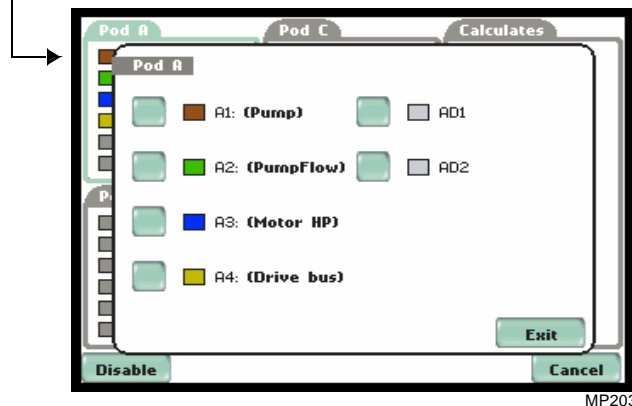 Pod A Pod C Calculates
Pod A
A1: (Pump) AD1
A2: (PumpFlow) AD2
A3: (Motor HP)
P
A4: (Drive bus)
Exit
Disable Cancel
MP203